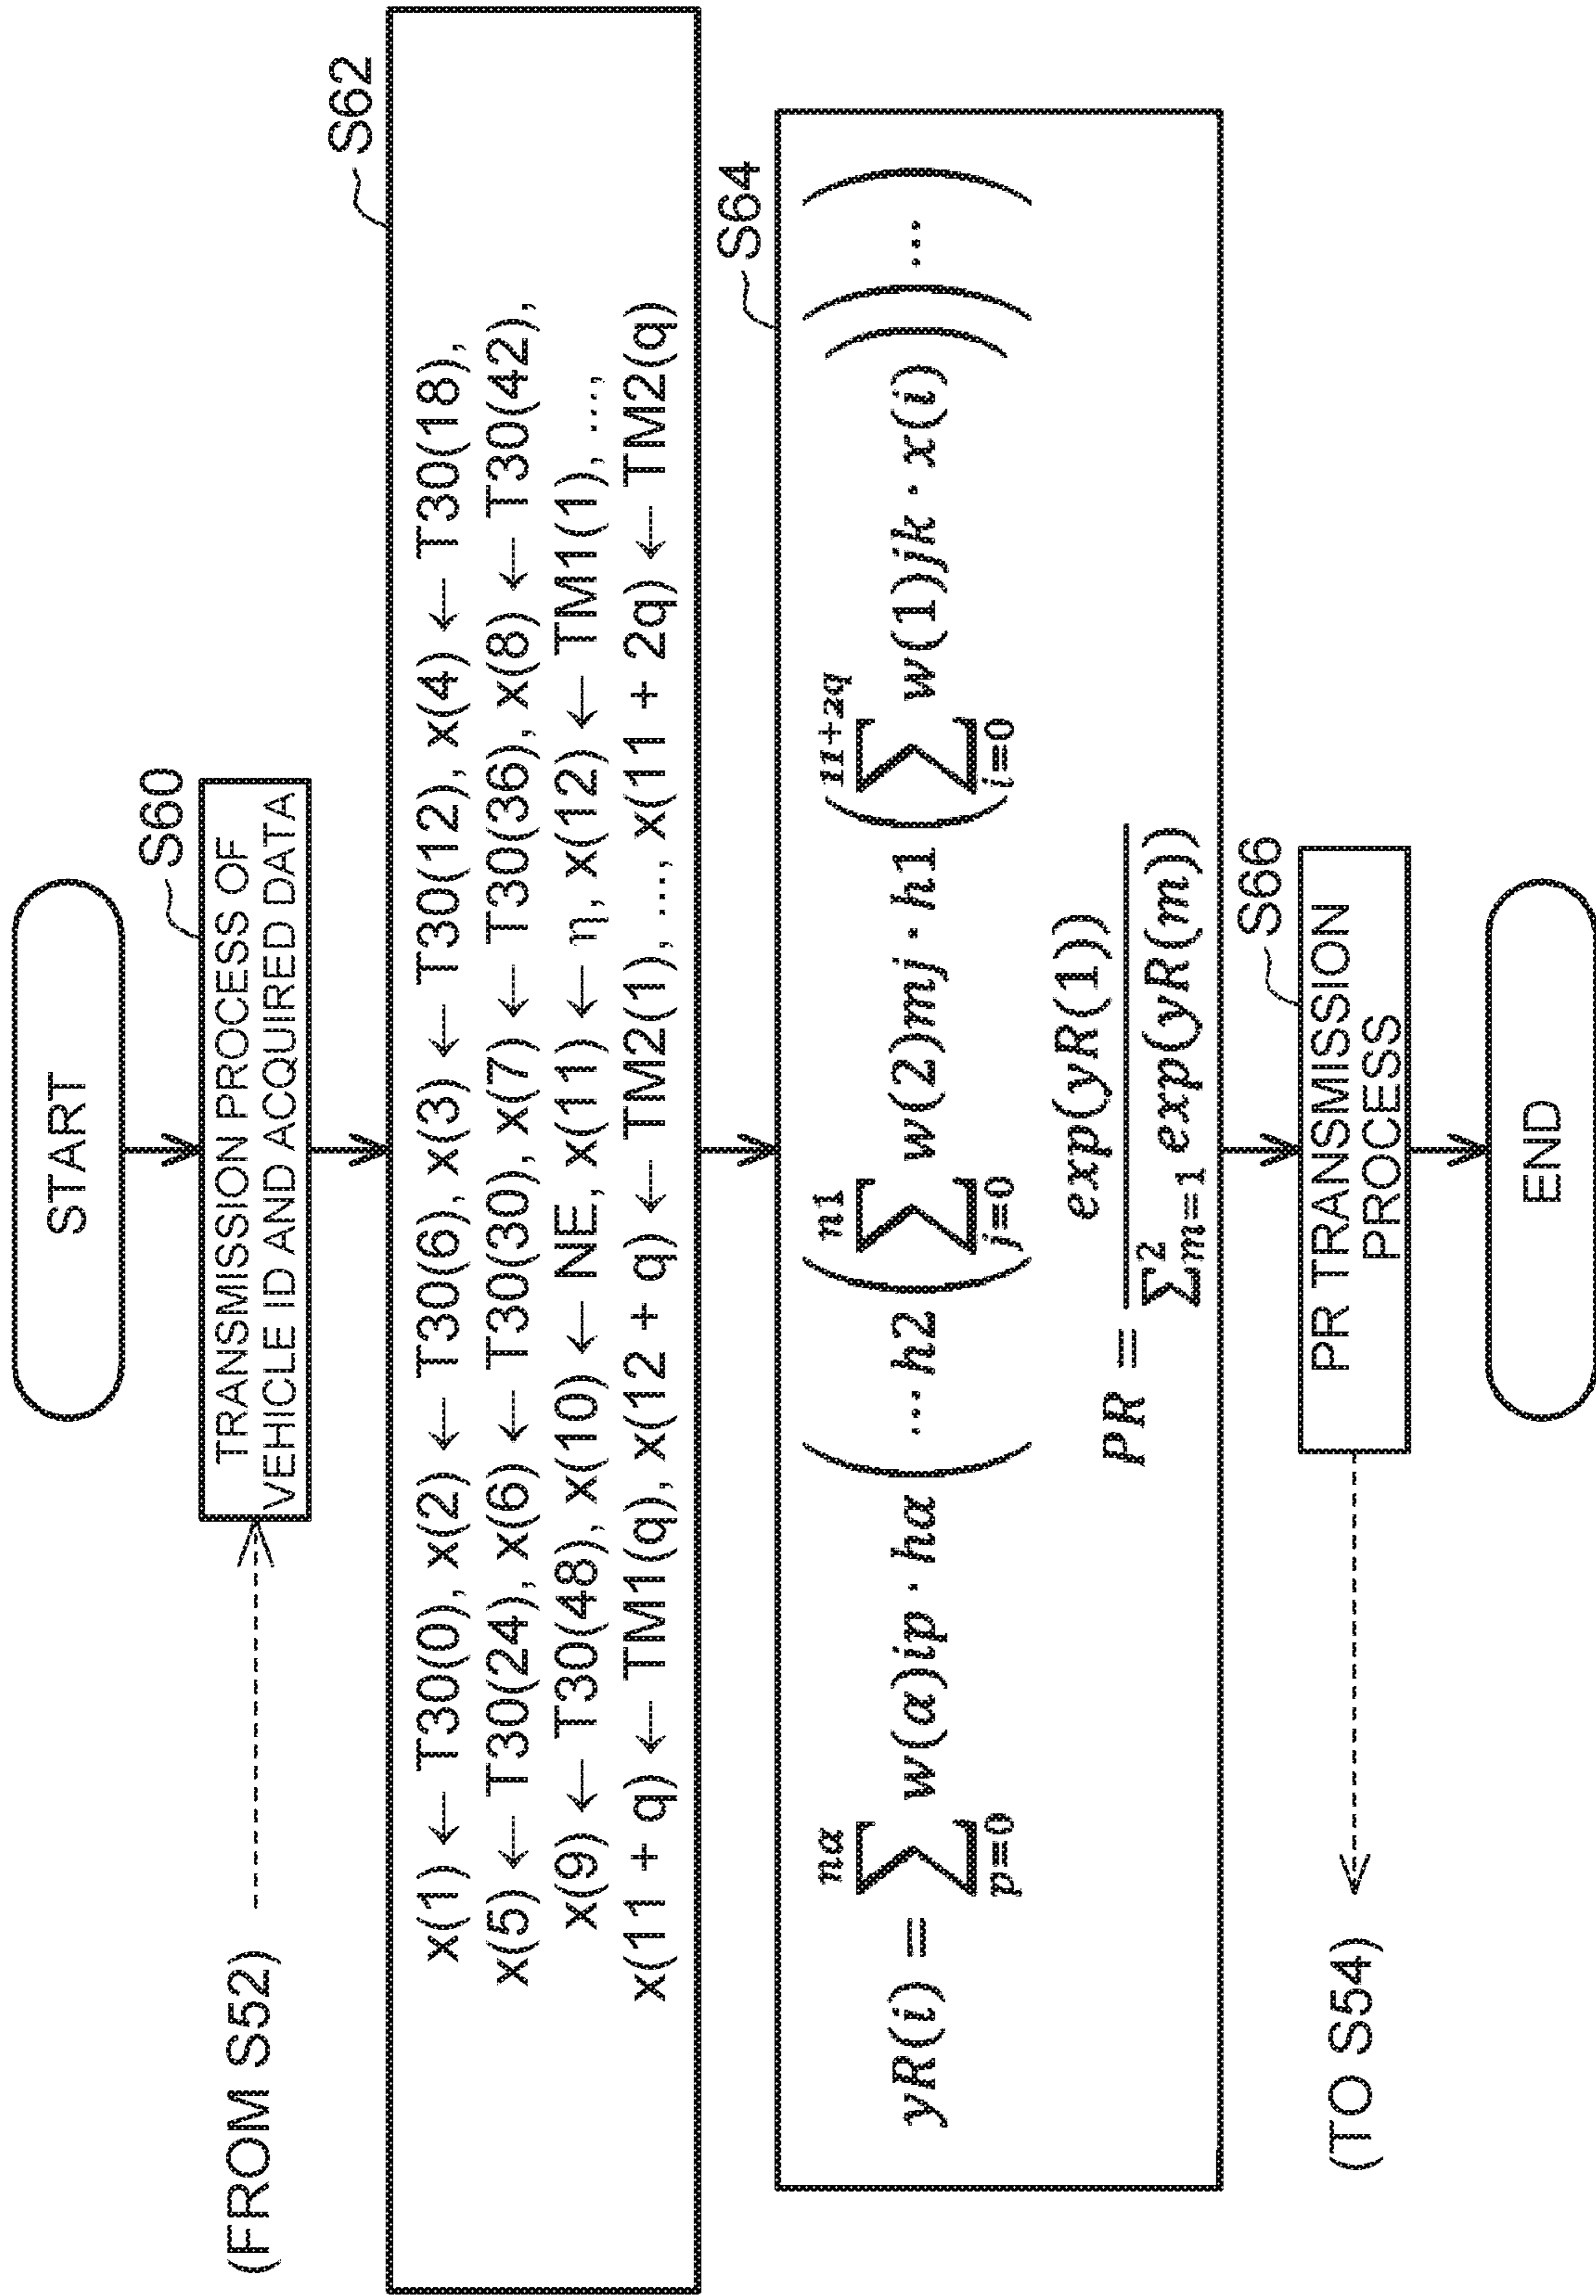 START
S60
TRANSMISSION PROCESS OF
VEHICLE ID AND ACQUIRED DATA
(FROM S52)
S62
x(1) ← T30(0), x(2) ← T30(6), x(3) ← T30(12), x(4) ← T30(18),
x(5) ← T30(24), x(6) ← T30(30), x(7) ← T30(36), x(8) ← T30(42),
x(9) ← T30(48), x(10) ← NE, x(11) ← η, x(12) ← TM1(1), ...,
x(11 + q) ← TM1(q), x(12 + q) ← TM2(1), ..., x(11 + 2q) ← TM2(q)
S64
yR(i) = ∑_{p=0}^{nα} w(α)ip · hα ( ... h2 ( ∑_{j=0}^{n1} w(2)mj · h1 ( ∑_{i=0}^{11+2q} w(1)jk · x(i) ) ) ... )
PR = exp(yR(1)) / ∑_{m=1}^{2} exp(yR(m))
S66
PR TRANSMISSION
PROCESS
(TO S54)
END